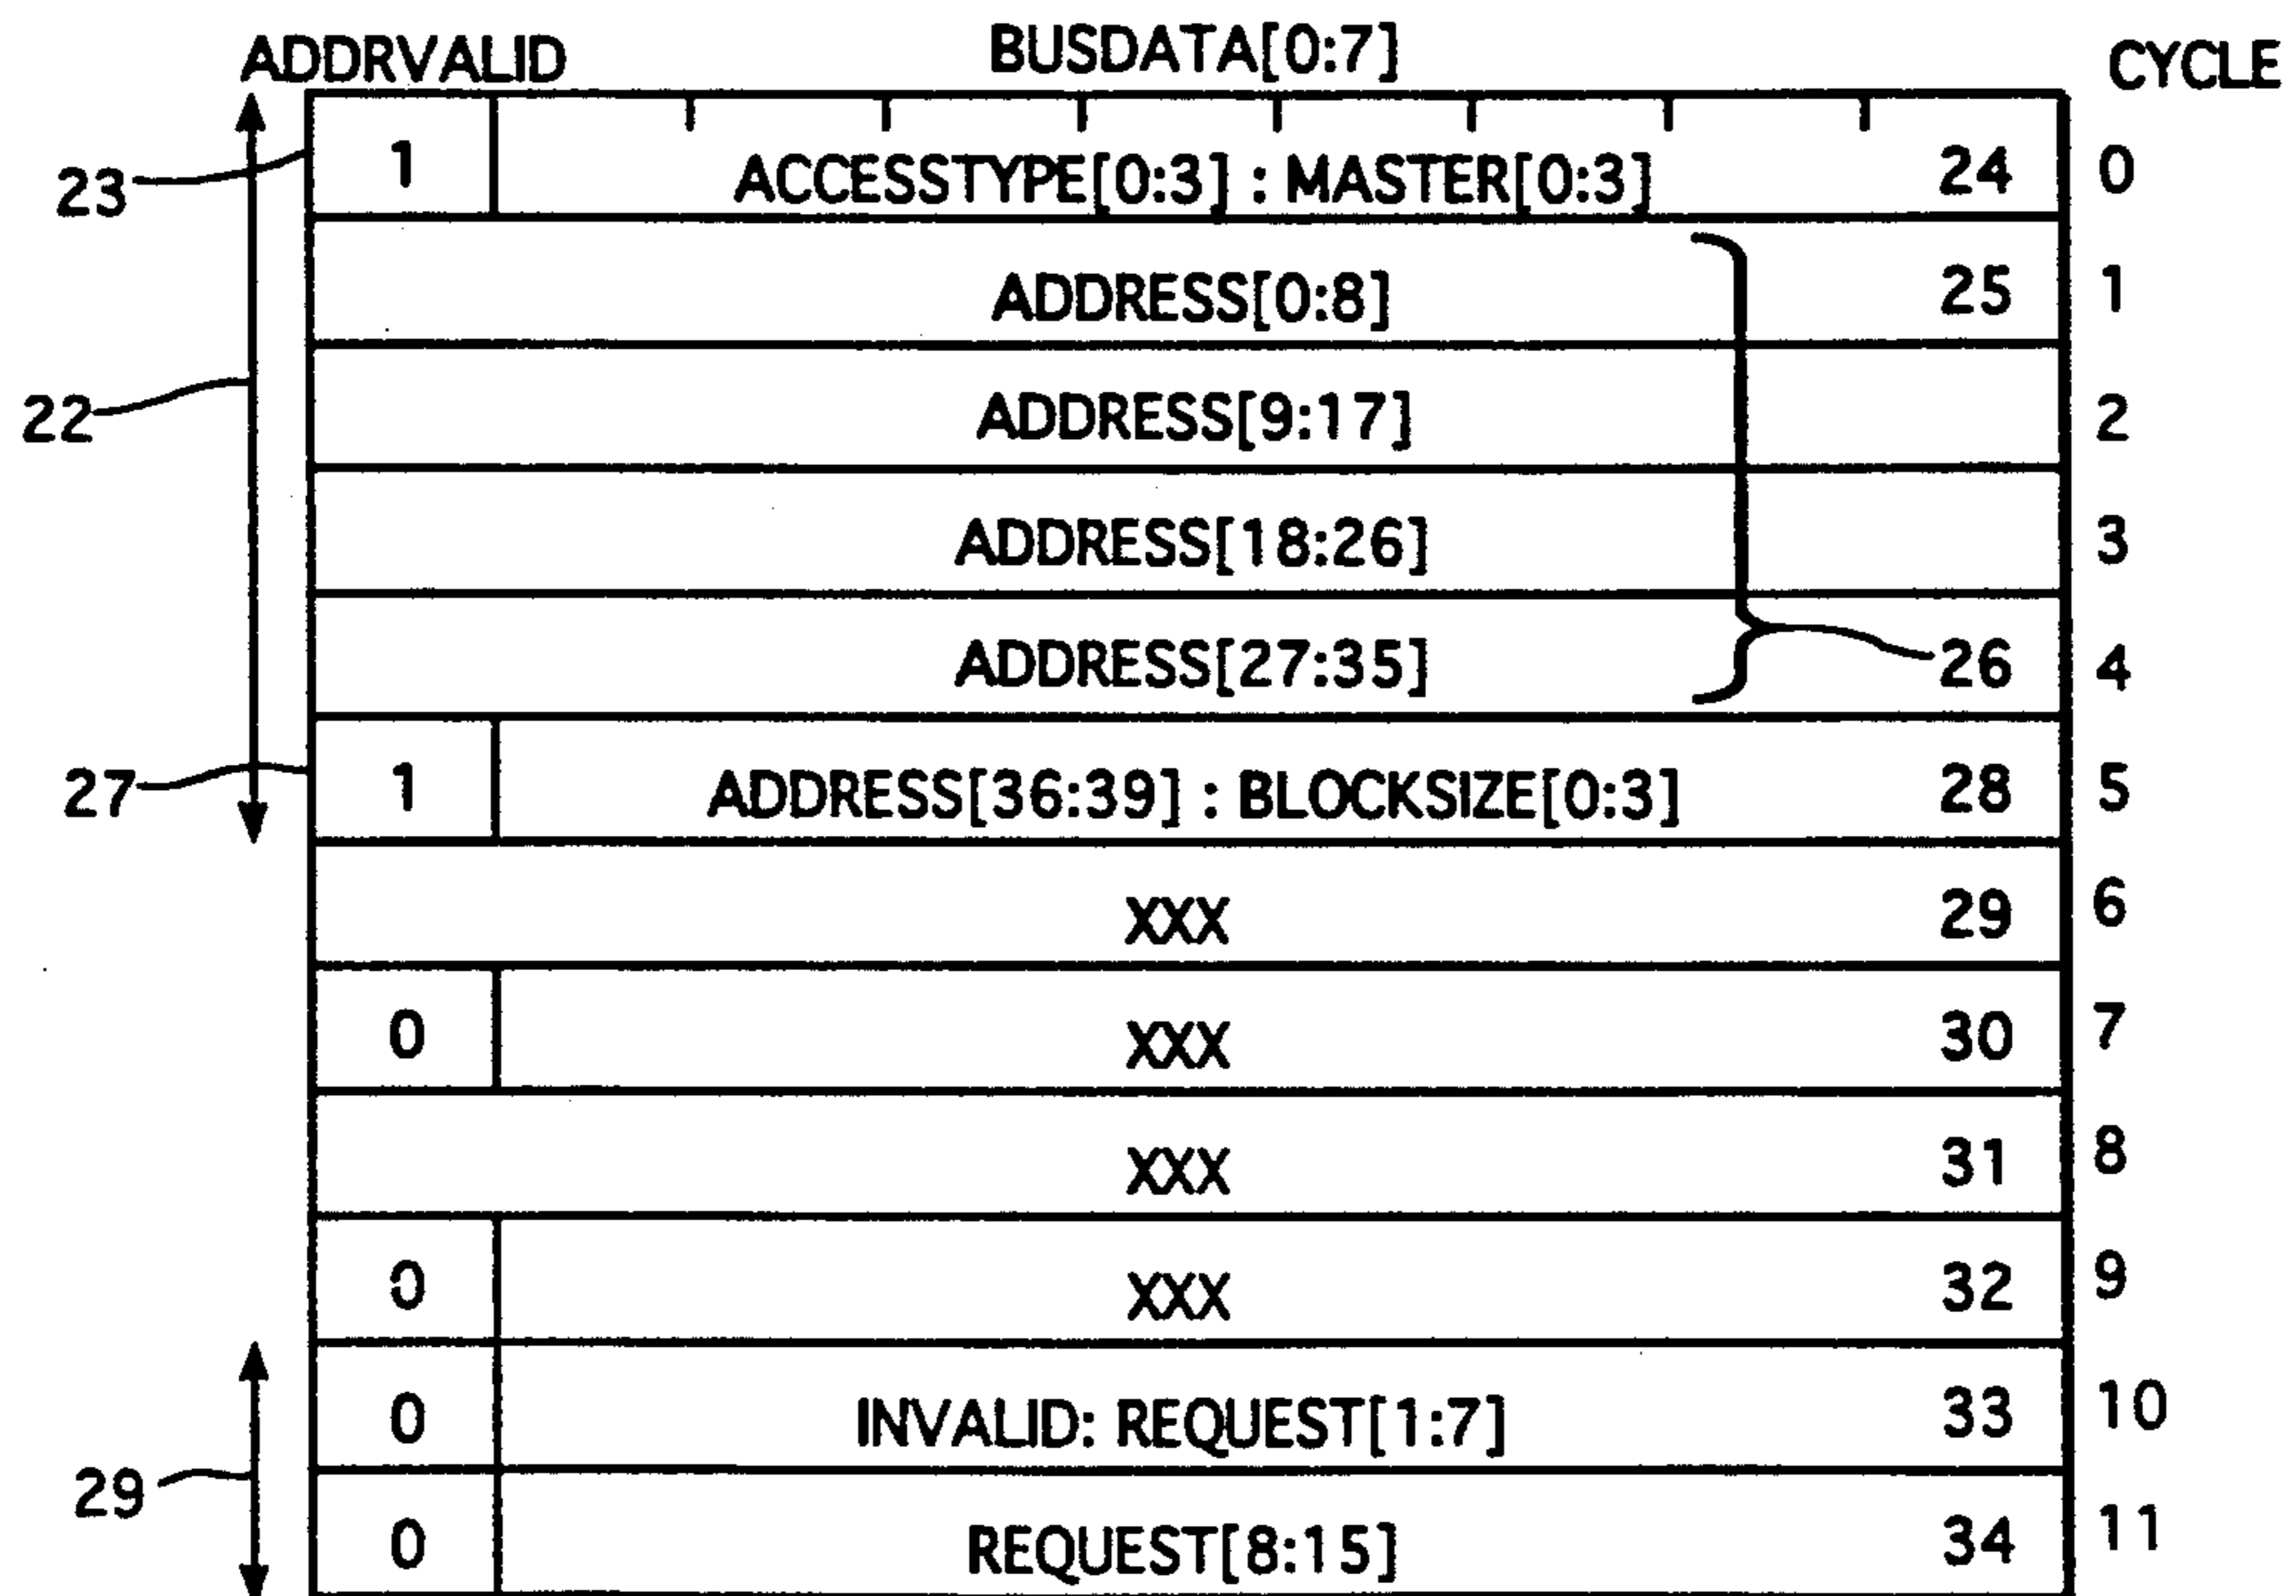 ADDRVALID BUSDATA[0:7] CYCLE
23 1 ACCESSTYPE[0:3] : MASTER[0:3] 24 0
ADDRESS[0:8] 25 1
22 ADDRESS[9:17] 2
ADDRESS[18:26] 3
ADDRESS[27:35] 26 4
27 1 ADDRESS[36:39] : BLOCKSIZE[0:3] 28 5
XXX 29 6
0 XXX 30 7
XXX 31 8
0 XXX 32 9
0 INVALID: REQUEST[1:7] 33 10
29 0 REQUEST[8:15] 34 11